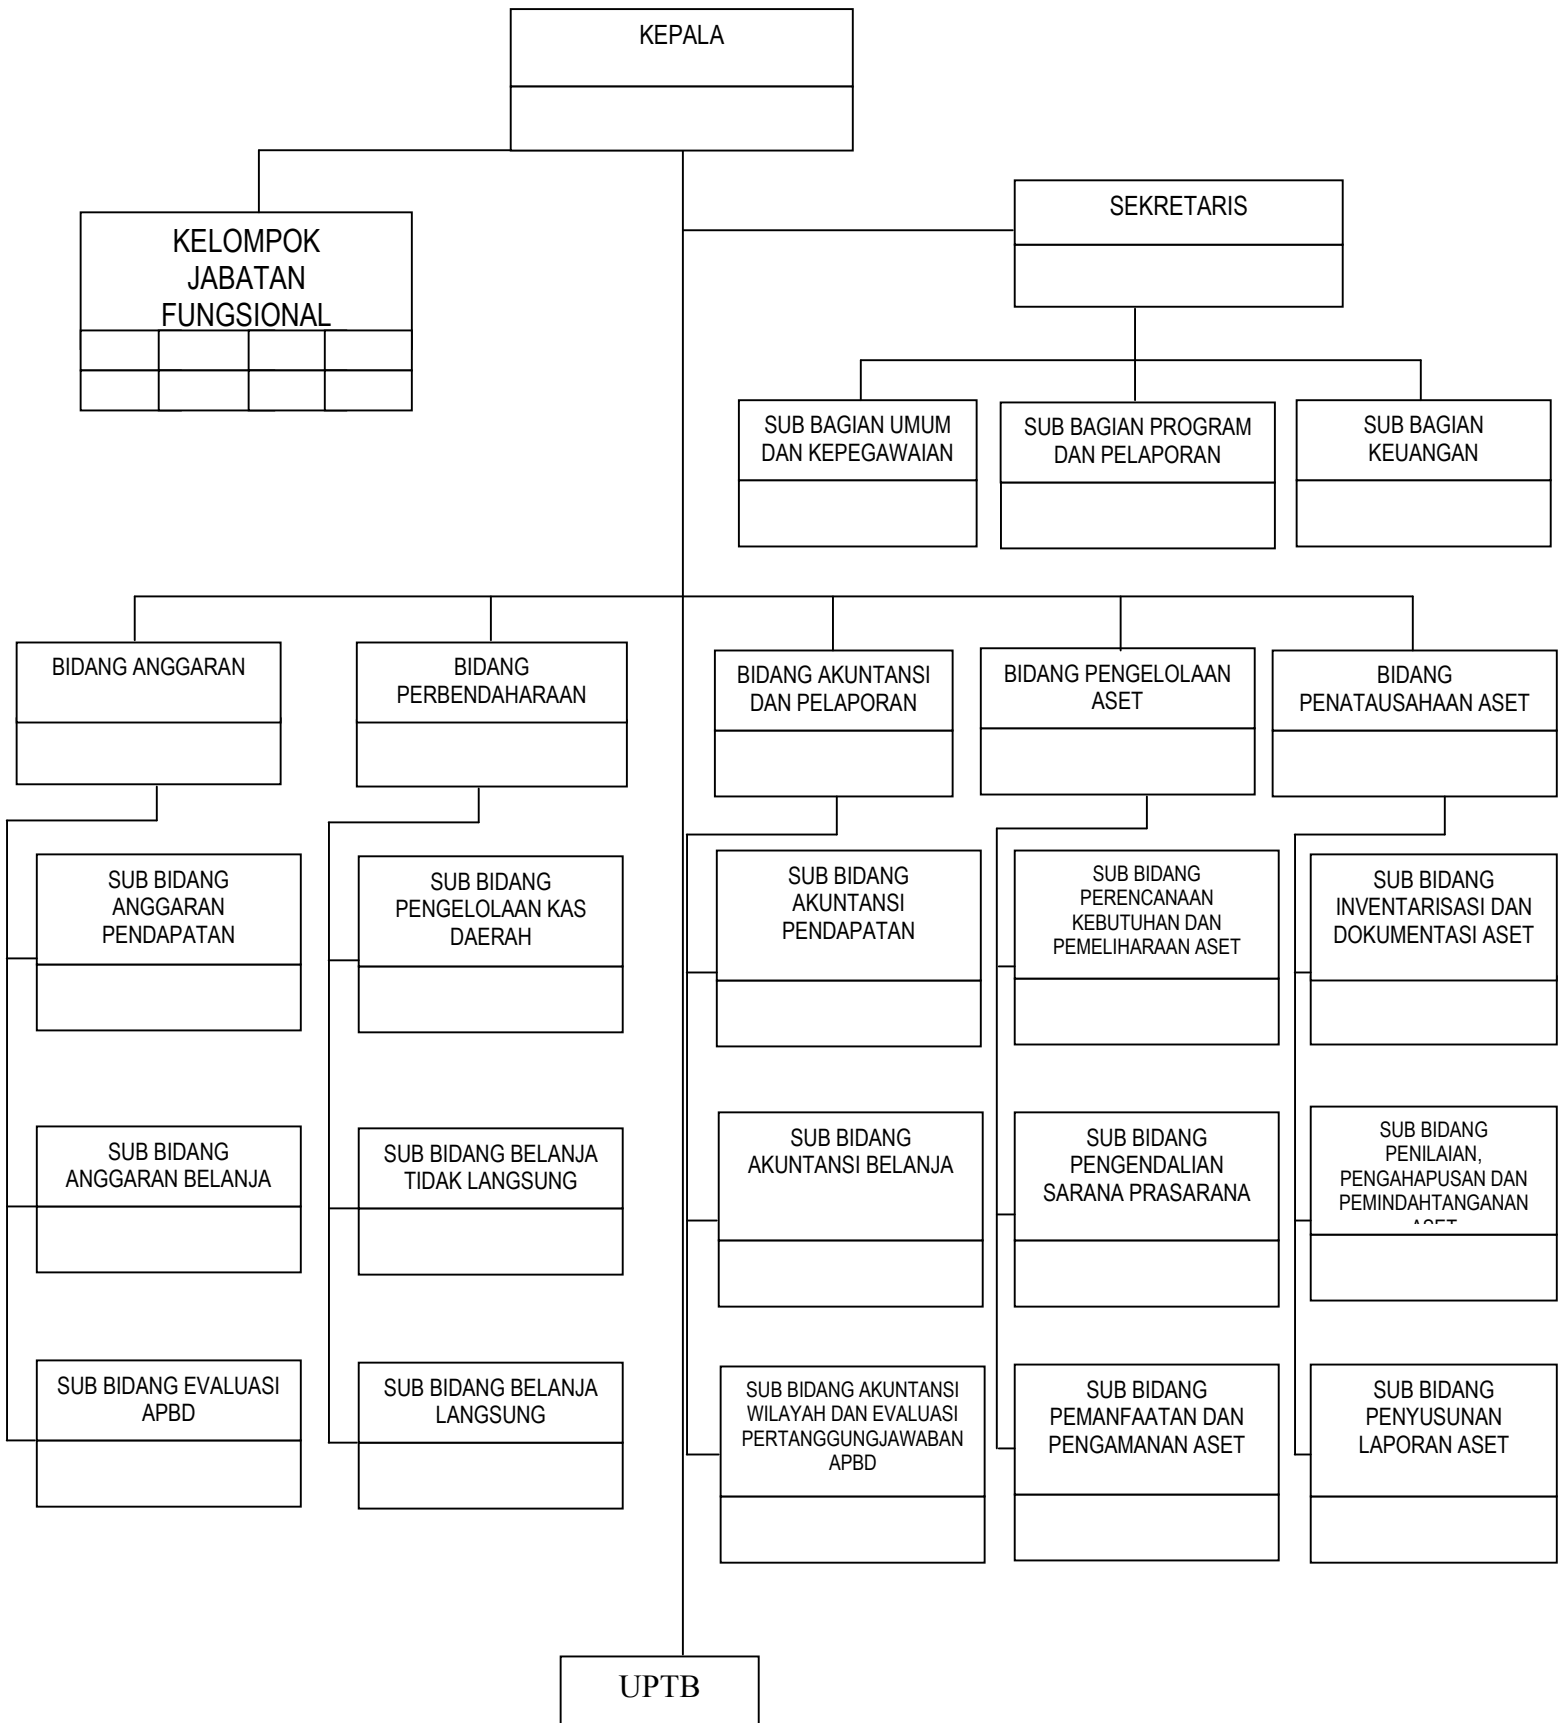 KEPALA
SEKRETARIS
KELOMPOK
JABATAN
FUNGSIONAL
SUB BAGIAN UMUM
DAN KEPEGAWAIAN
SUB BAGIAN PROGRAM
DAN PELAPORAN
SUB BAGIAN
KEUANGAN
BIDANG ANGGARAN
BIDANG
PERBENDAHARAAN
BIDANG AKUNTANSI
DAN PELAPORAN
BIDANG PENGELOLAAN
ASET
BIDANG
PENATAUSAHAAN ASET
SUB BIDANG
ANGGARAN
PENDAPATAN
SUB BIDANG
PENGELOLAAN KAS
DAERAH
SUB BIDANG
AKUNTANSI
PENDAPATAN
SUB BIDANG
PERENCANAAN
KEBUTUHAN DAN
PEMELIHARAAN ASET
SUB BIDANG
INVENTARISASI DAN
DOKUMENTASI ASET
SUB BIDANG
ANGGARAN BELANJA
SUB BIDANG BELANJA
TIDAK LANGSUNG
SUB BIDANG
AKUNTANSI BELANJA
SUB BIDANG
PENGENDALIAN
SARANA PRASARANA
SUB BIDANG
PENILAIAN,
PENGAHAPUSAN DAN
PEMINDAHTANGANAN
ASET
SUB BIDANG EVALUASI
APBD
SUB BIDANG BELANJA
LANGSUNG
SUB BIDANG AKUNTANSI
WILAYAH DAN EVALUASI
PERTANGGUNGJAWABAN
APBD
SUB BIDANG
PEMANFAATAN DAN
PENGAMANAN ASET
SUB BIDANG
PENYUSUNAN
LAPORAN ASET
UPTB